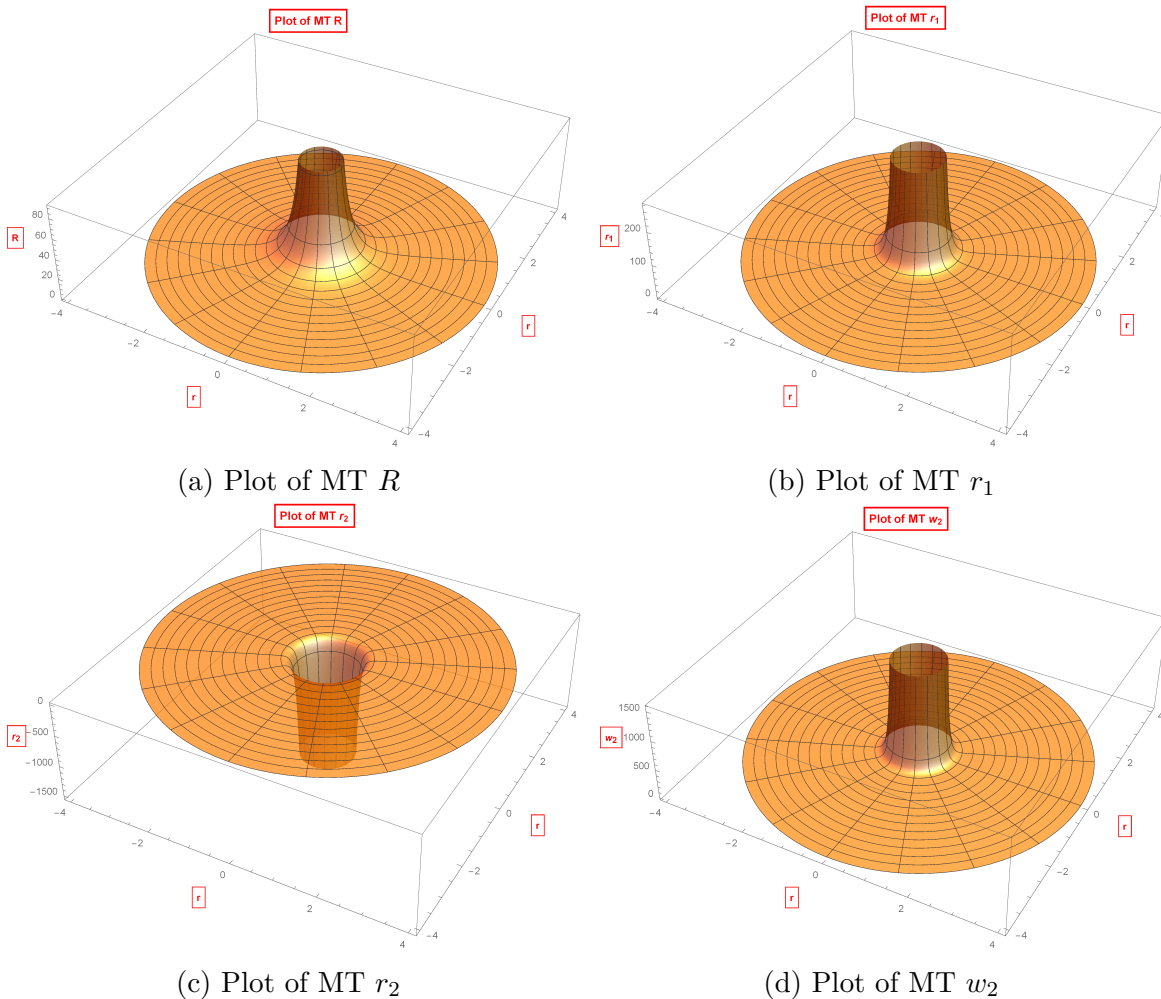 Plot of MT R
R
80
60
40
20
0
−4
−2
0
2
4
r
−4
−2
0
2
4
r
(a) Plot of MT R
Plot of MT r₁
r₁
200
100
0
−4
−2
0
2
4
r
−4
−2
0
2
4
r
(b) Plot of MT r₁
Plot of MT r₂
r₂
0
−500
−1000
−1500
−4
−2
0
2
4
r
−4
−2
0
2
4
r
(c) Plot of MT r₂
Plot of MT w₂
w₂
1500
1000
500
0
−4
−2
0
2
4
r
−4
−2
0
2
4
r
(d) Plot of MT w₂